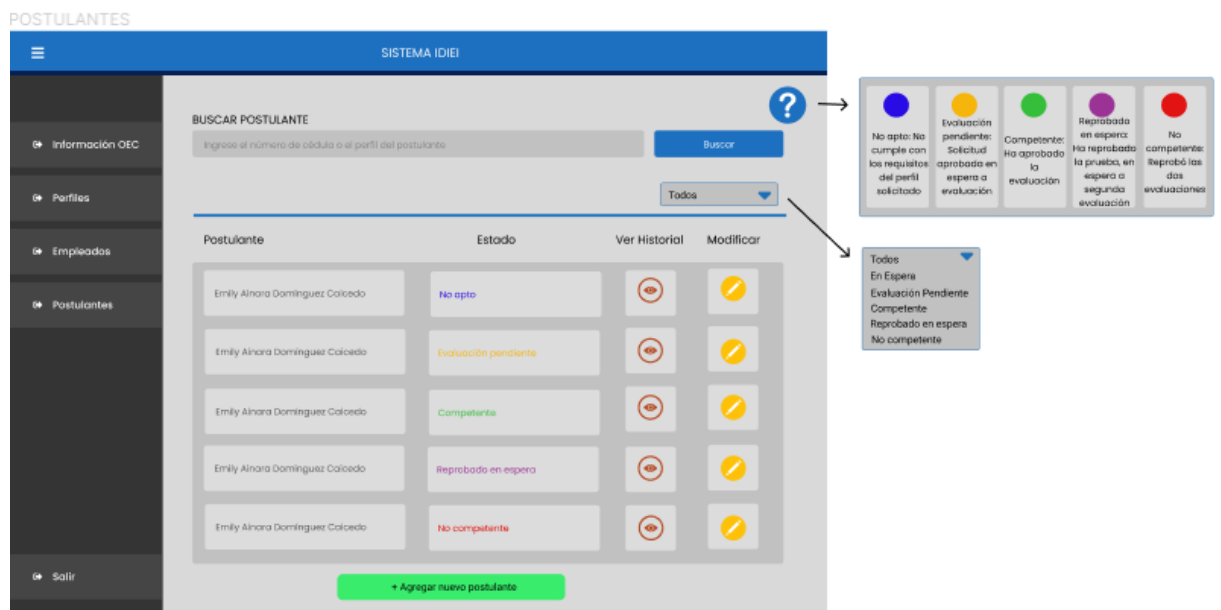 POSTULANTES
SISTEMA IDIEI
Información OEC
Perfiles
Empleados
Postulantes
Salir
?
BUSCAR POSTULANTE
Ingrese el número de cédula o el perfil del postulante
Buscar
Todos
Postulante Estado Ver Historial Modificar
Emily Ainara Domínguez Caicedo No apto
Emily Ainara Domínguez Caicedo Evaluación pendiente
Emily Ainara Domínguez Caicedo Competente
Emily Ainara Domínguez Caicedo Reprobado en espera
Emily Ainara Domínguez Caicedo No competente
+ Agregar nuevo postulante
No apto: No
cumple con
los requisitos
del perfil
solicitado
Evaluación
pendiente:
Solicitud
aprobada en
espera a
evaluación
Competente:
Ha aprobado
la
evaluación
Reprobado
en espera:
Ha reprobado
la prueba, en
espera a
segunda
evaluación
No
competente:
Reprobó las
dos
evaluaciones
Todos
En Espera
Evaluación Pendiente
Competente
Reprobado en espera
No competente